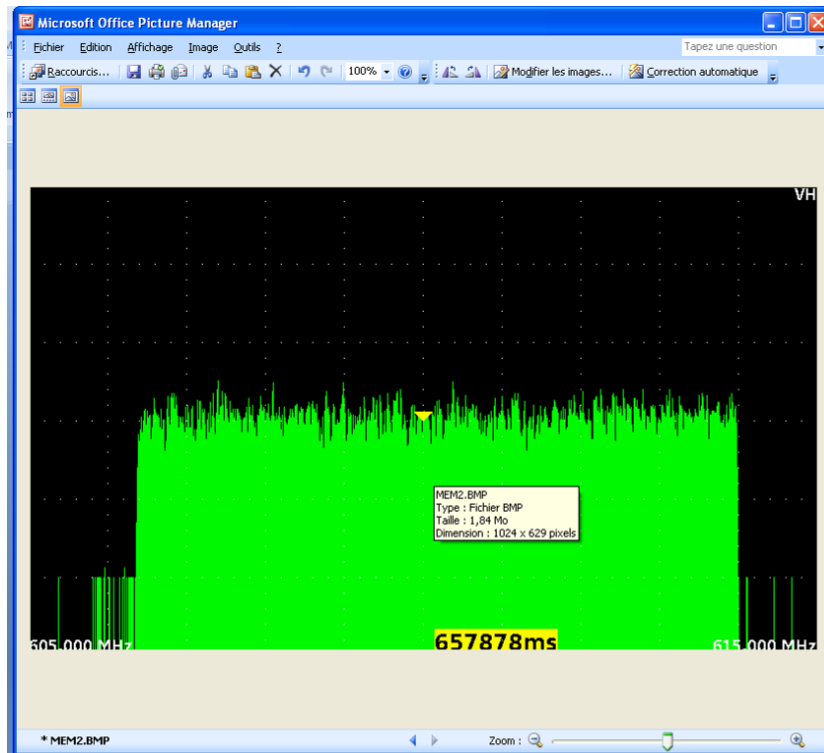 Microsoft Office Picture Manager
Fichier Edition Affichage Image Outils ? Tapez une question
Raccourcis... 100% Modifier les images... Correction automatique
VH
MEM2.BMP
Type : Fichier BMP
Taille : 1,84 Mo
Dimension : 1024 x 629 pixels
605.000 MHz 657878ms 615.000 MHz
* MEM2.BMP Zoom :